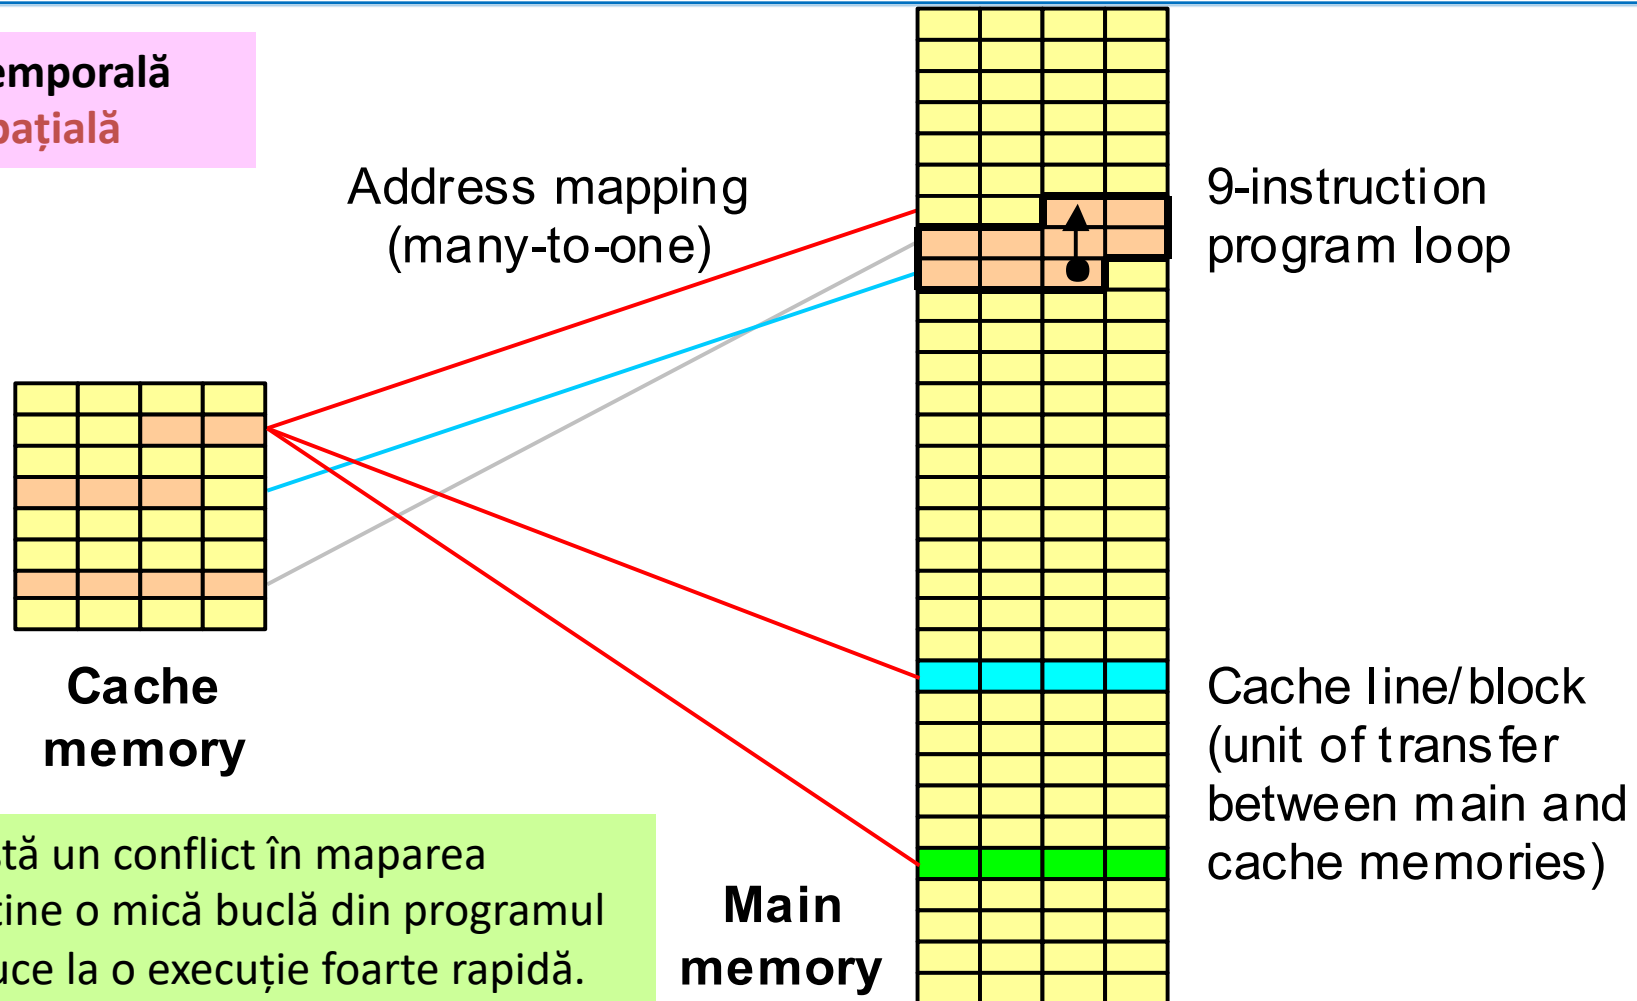 emporală
pațială
Address mapping
(many-to-one)
9-instruction
program loop
Cache
memory
Cache line/block
(unit of transfer
between main and
cache memories)
stă un conflict în maparea
ține o mică buclă din programul
uce la o execuție foarte rapidă.
Main
memory